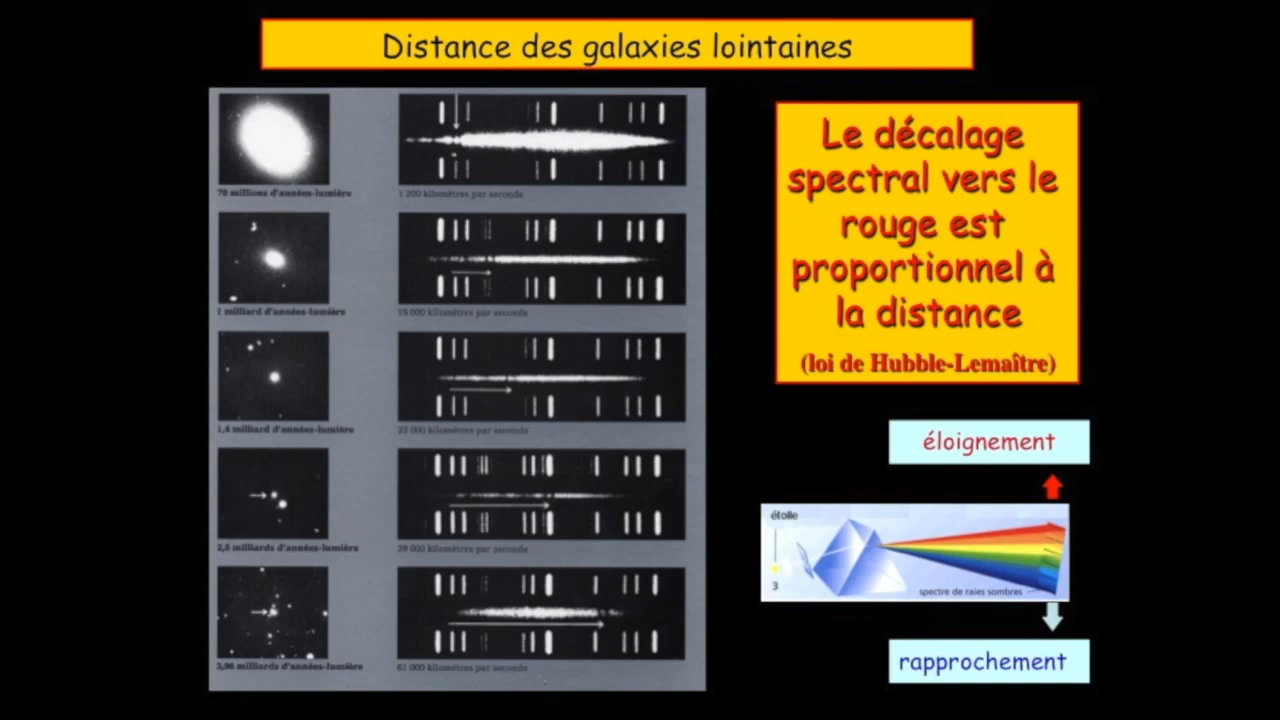 Distance des galaxies lointaines
78 millions d'années-lumière
1 200 kilomètres par seconde
1 milliard d'années-lumière
15 000 kilomètres par seconde
1,4 milliard d'années-lumière
22 000 kilomètres par seconde
2,5 milliards d'années-lumière
39 000 kilomètres par seconde
3,96 milliards d'années-lumière
61 000 kilomètres par seconde
Le décalage
spectral vers le
rouge est
proportionnel à
la distance
(loi de Hubble-Lemaître)
éloignement
étoile
3
spectre de raies sombres
rapprochement